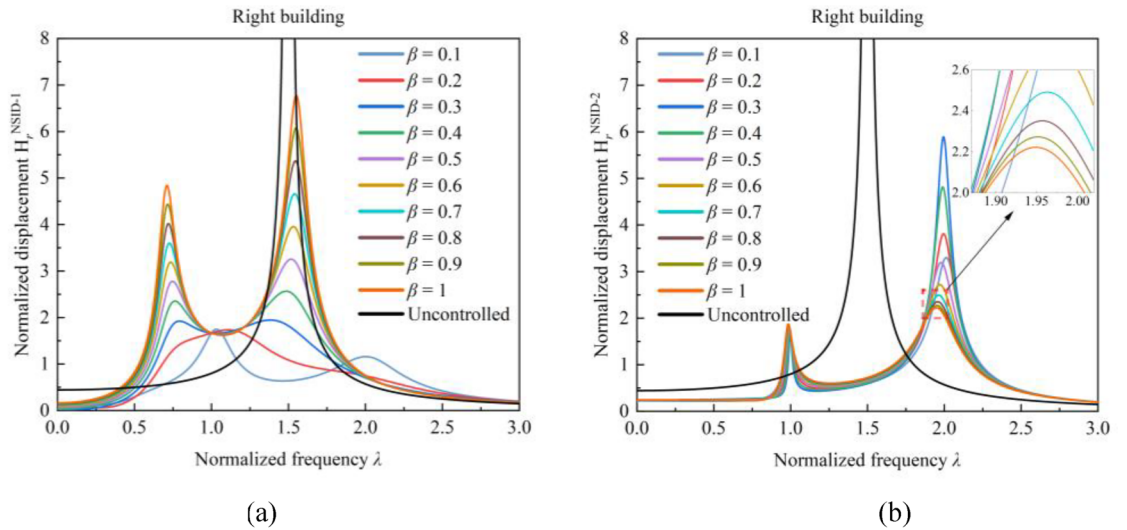 Right building
8
7
6
5
4
3
2
1
0
0.0 0.5 1.0 1.5 2.0 2.5 3.0
Normalized displacement H_r^NSID-1
Normalized frequency λ
β = 0.1
β = 0.2
β = 0.3
β = 0.4
β = 0.5
β = 0.6
β = 0.7
β = 0.8
β = 0.9
β = 1
Uncontrolled
(a)
Right building
8
7
6
5
4
3
2
1
0
0.0 0.5 1.0 1.5 2.0 2.5 3.0
Normalized displacement H_r^NSID-2
Normalized frequency λ
β = 0.1
β = 0.2
β = 0.3
β = 0.4
β = 0.5
β = 0.6
β = 0.7
β = 0.8
β = 0.9
β = 1
Uncontrolled
2.6
2.4
2.2
2.0
1.90 1.95 2.00
(b)